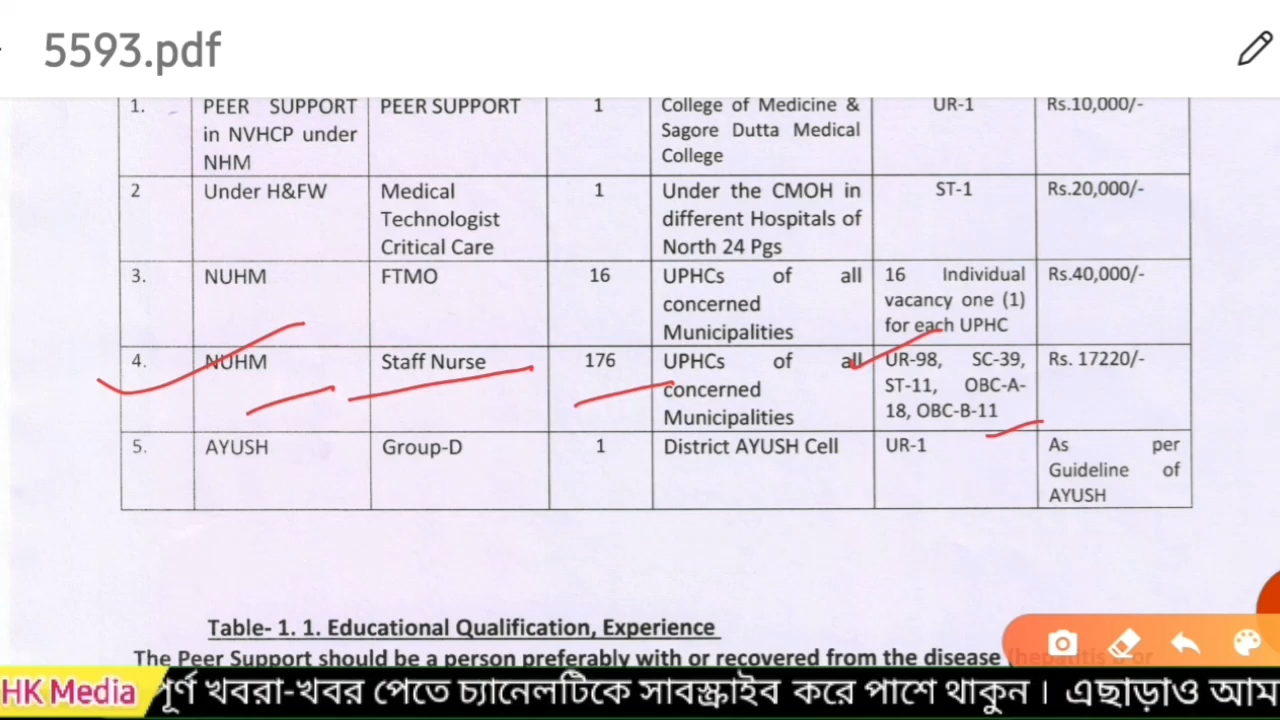 5593.pdf
1. PEER SUPPORT PEER SUPPORT 1 College of Medicine & UR-1 Rs.10,000/-
in NVHCP under Sagore Dutta Medical
NHM College
2 Under H&FW Medical 1 Under the CMOH in ST-1 Rs.20,000/-
Technologist different Hospitals of
Critical Care North 24 Pgs
3. NUHM FTMO 16 UPHCs of all 16 Individual Rs.40,000/-
concerned vacancy one (1)
Municipalities for each UPHC
4. NUHM Staff Nurse 176 UPHCs of all UR-98, SC-39, Rs. 17220/-
concerned ST-11, OBC-A-
Municipalities 18, OBC-B-11
5. AYUSH Group-D 1 District AYUSH Cell UR-1 As per
Guideline of
AYUSH
Table- 1. 1. Educational Qualification, Experience
The Peer Support should be a person preferably with or recovered from the disease (hepatitis B or
HK Media পূর্ণ খবরা-খবর পেতে চ্যানেলটিকে সাবস্ক্রাইব করে পাশে থাকুন। এছাড়াও আম